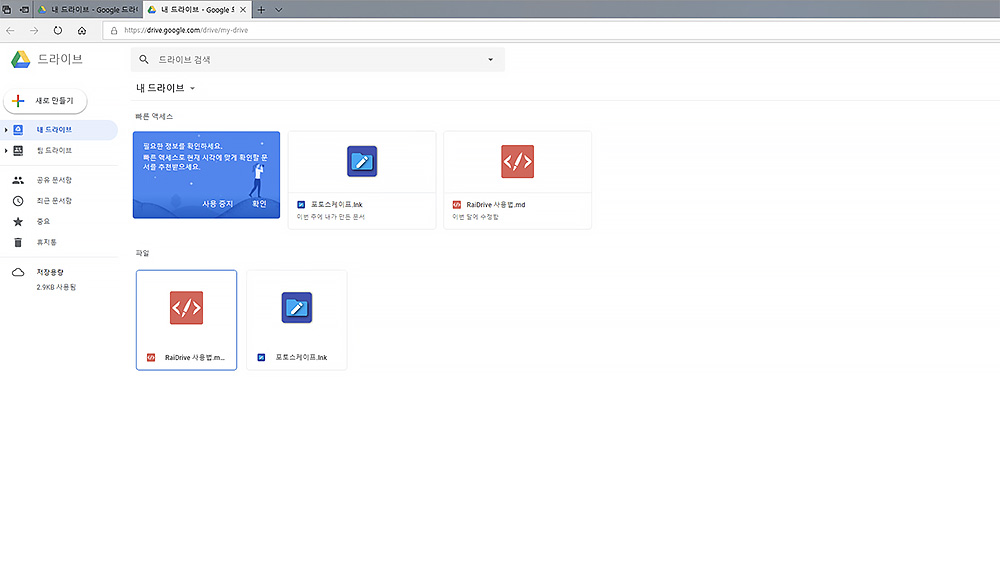 내 드라이브 - Google 드라이
내 드라이브 - Google 드
https://drive.google.com/drive/my-drive
드라이브
드라이브 검색
내 드라이브
새로 만들기
내 드라이브
팀 드라이브
공유 문서함
최근 문서함
중요
휴지통
저장용량
2.9KB 사용됨
빠른 액세스
필요한 정보를 확인하세요.
빠른 액세스로 현재 시각에 맞게 확인할 문
서를 추천받으세요.
사용 중지 확인
포토스케이프.lnk
이번 주에 내가 만든 문서
RaiDrive 사용법.md
이번 달에 수정함
파일
RaiDrive 사용법.m...
포토스케이프.lnk